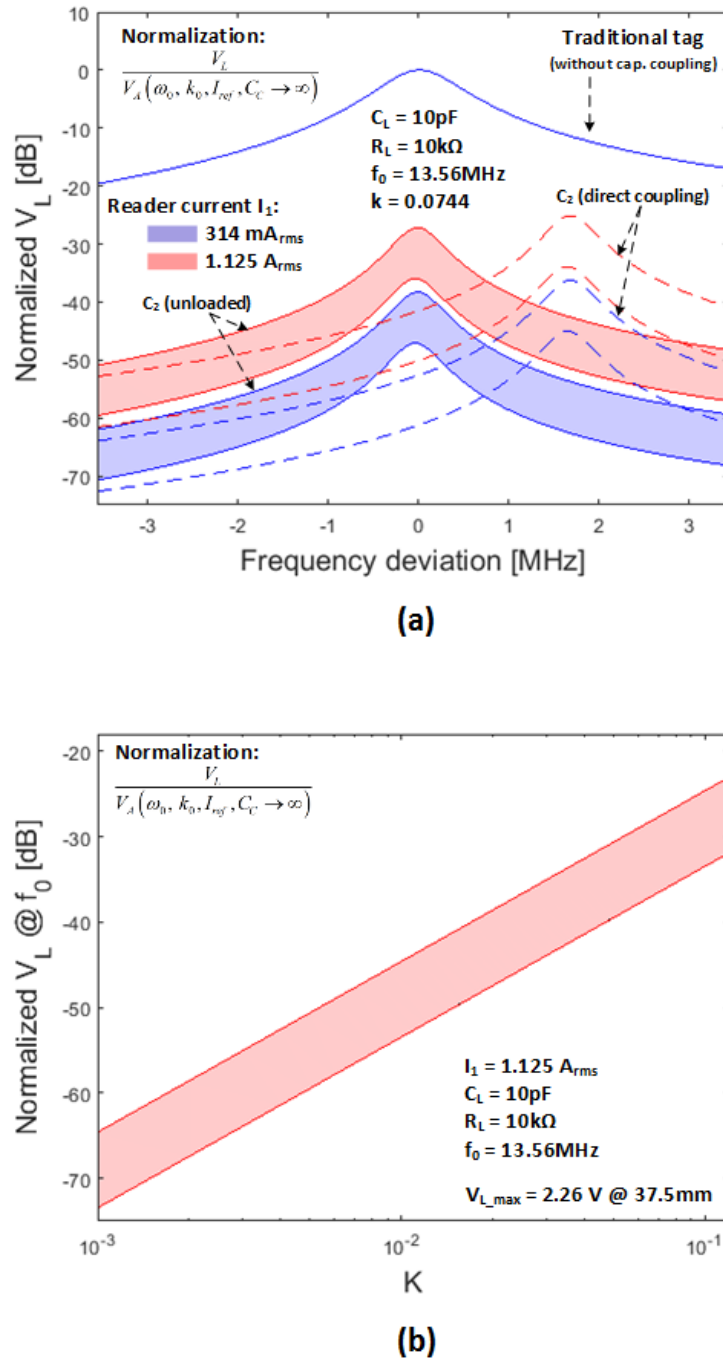 Normalization:
V_L
V_A(ω_0, k_0, I_ref, C_C → ∞)
Traditional tag
(without cap. coupling)
C_L = 10pF
R_L = 10kΩ
f_0 = 13.56MHz
k = 0.0744
Reader current I_1:
314 mA_rms
1.125 A_rms
C_2 (direct coupling)
C_2 (unloaded)
Normalized V_L [dB]
0
-10
-20
-30
-40
-50
-60
-70
-3
-2
-1
0
1
2
3
Frequency deviation [MHz]
(a)
Normalization:
V_L
V_A(ω_0, k_0, I_ref, C_C → ∞)
Normalized V_L @ f_0 [dB]
-20
-30
-40
-50
-60
-70
I_1 = 1.125 A_rms
C_L = 10pF
R_L = 10kΩ
f_0 = 13.56MHz
V_L_max = 2.26 V @ 37.5mm
10^-3
10^-2
10^-1
K
(b)